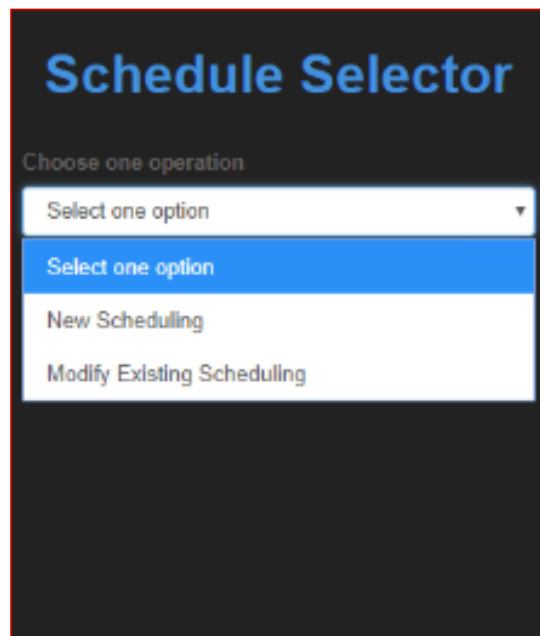 Schedule Selector
Choose one operation
Select one option
Select one option
New Scheduling
Modify Existing Scheduling